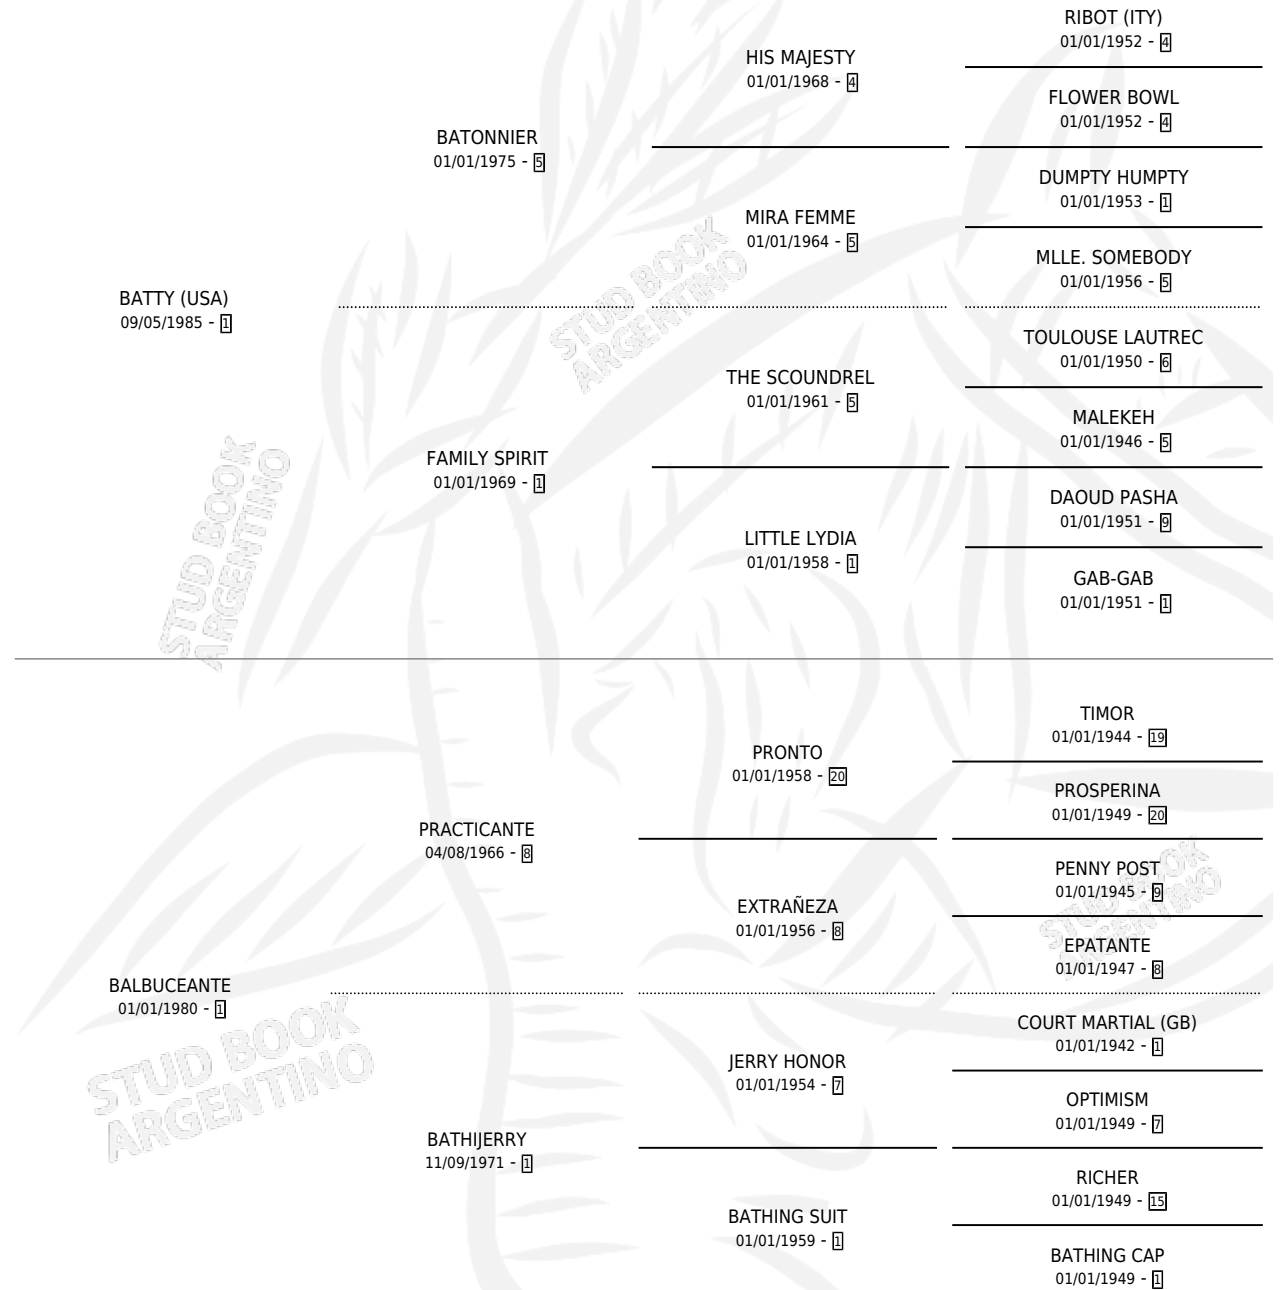 RIBOT (ITY)
01/01/1952 - 4
HIS MAJESTY
01/01/1968 - 4
FLOWER BOWL
01/01/1952 - 4
BATONNIER
01/01/1975 - 5
DUMPTY HUMPTY
01/01/1953 - 1
MIRA FEMME
01/01/1964 - 5
MLLE. SOMEBODY
01/01/1956 - 5
BATTY (USA)
09/05/1985 - 1
TOULOUSE LAUTREC
01/01/1950 - 6
THE SCOUNDREL
01/01/1961 - 5
MALEKEH
01/01/1946 - 5
FAMILY SPIRIT
01/01/1969 - 1
DAOUD PASHA
01/01/1951 - 9
LITTLE LYDIA
01/01/1958 - 1
GAB-GAB
01/01/1951 - 1
TIMOR
01/01/1944 - 19
PRONTO
01/01/1958 - 20
PROSPERINA
01/01/1949 - 20
PRACTICANTE
04/08/1966 - 8
PENNY POST
01/01/1945 - 9
EXTRAÑEZA
01/01/1956 - 8
EPATANTE
01/01/1947 - 8
BALBUCEANTE
01/01/1980 - 1
COURT MARTIAL (GB)
01/01/1942 - 1
JERRY HONOR
01/01/1954 - 7
OPTIMISM
01/01/1949 - 7
BATHIJERRY
11/09/1971 - 1
RICHER
01/01/1949 - 15
BATHING SUIT
01/01/1959 - 1
BATHING CAP
01/01/1949 - 1
STUD BOOK
ARGENTINO
STUD BOOK
ARGENTINO
STUD BOOK
ARGENTINO
STUD BOOK
ARGENTINO